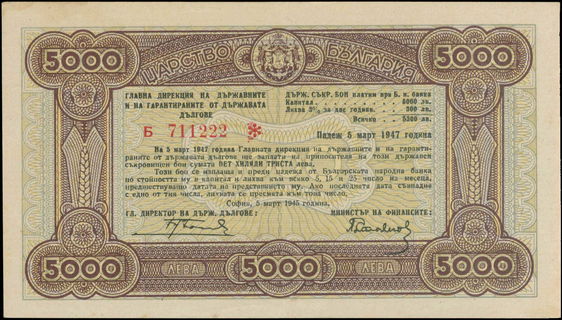 5000 ЦАРСТВО БЪЛГАРИЯ 5000
ГЛАВНА ДИРЕКЦИЯ НА ДЪРЖАВНИТЕ
И НА ГАРАНТИРАНИТЕ ОТ ДЪРЖАВАТА
ДЪЛГОВЕ
Б 711222 *
ДЪРЖ. СЪКР. БОН платим при Б. н. банка
Капитал 5000 лв.
Лихва 3% за две години 300 лв.
Всичко 5300 лв.
Падеж 5 март 1947 година
На 5 март 1947 година Главната дирекция на държавните и на гаранти-
раните от държавата дългове ще заплати на приносителя на този държавен
съкровищен бон сумата ПЕТ ХИЛЯДИ ТРИСТА лева.
Този бон се изплаща и преди падежа от Българската народна банка
по стойността му и капитал и лихва към всяко 5, 15 и 25 число на месеца,
предшествуващо датата на представянето му. Ако последната дата съвпадне
с едно от тия числа, лихвата се пресмята към това число.
София, 5 март 1945 година.
ГЛ. ДИРЕКТОР НА ДЪРЖ. ДЪЛГОВЕ:
МИНИСТЪР НА ФИНАНСИТЕ:
5000 ЛЕВА 5000 ЛЕВА 5000